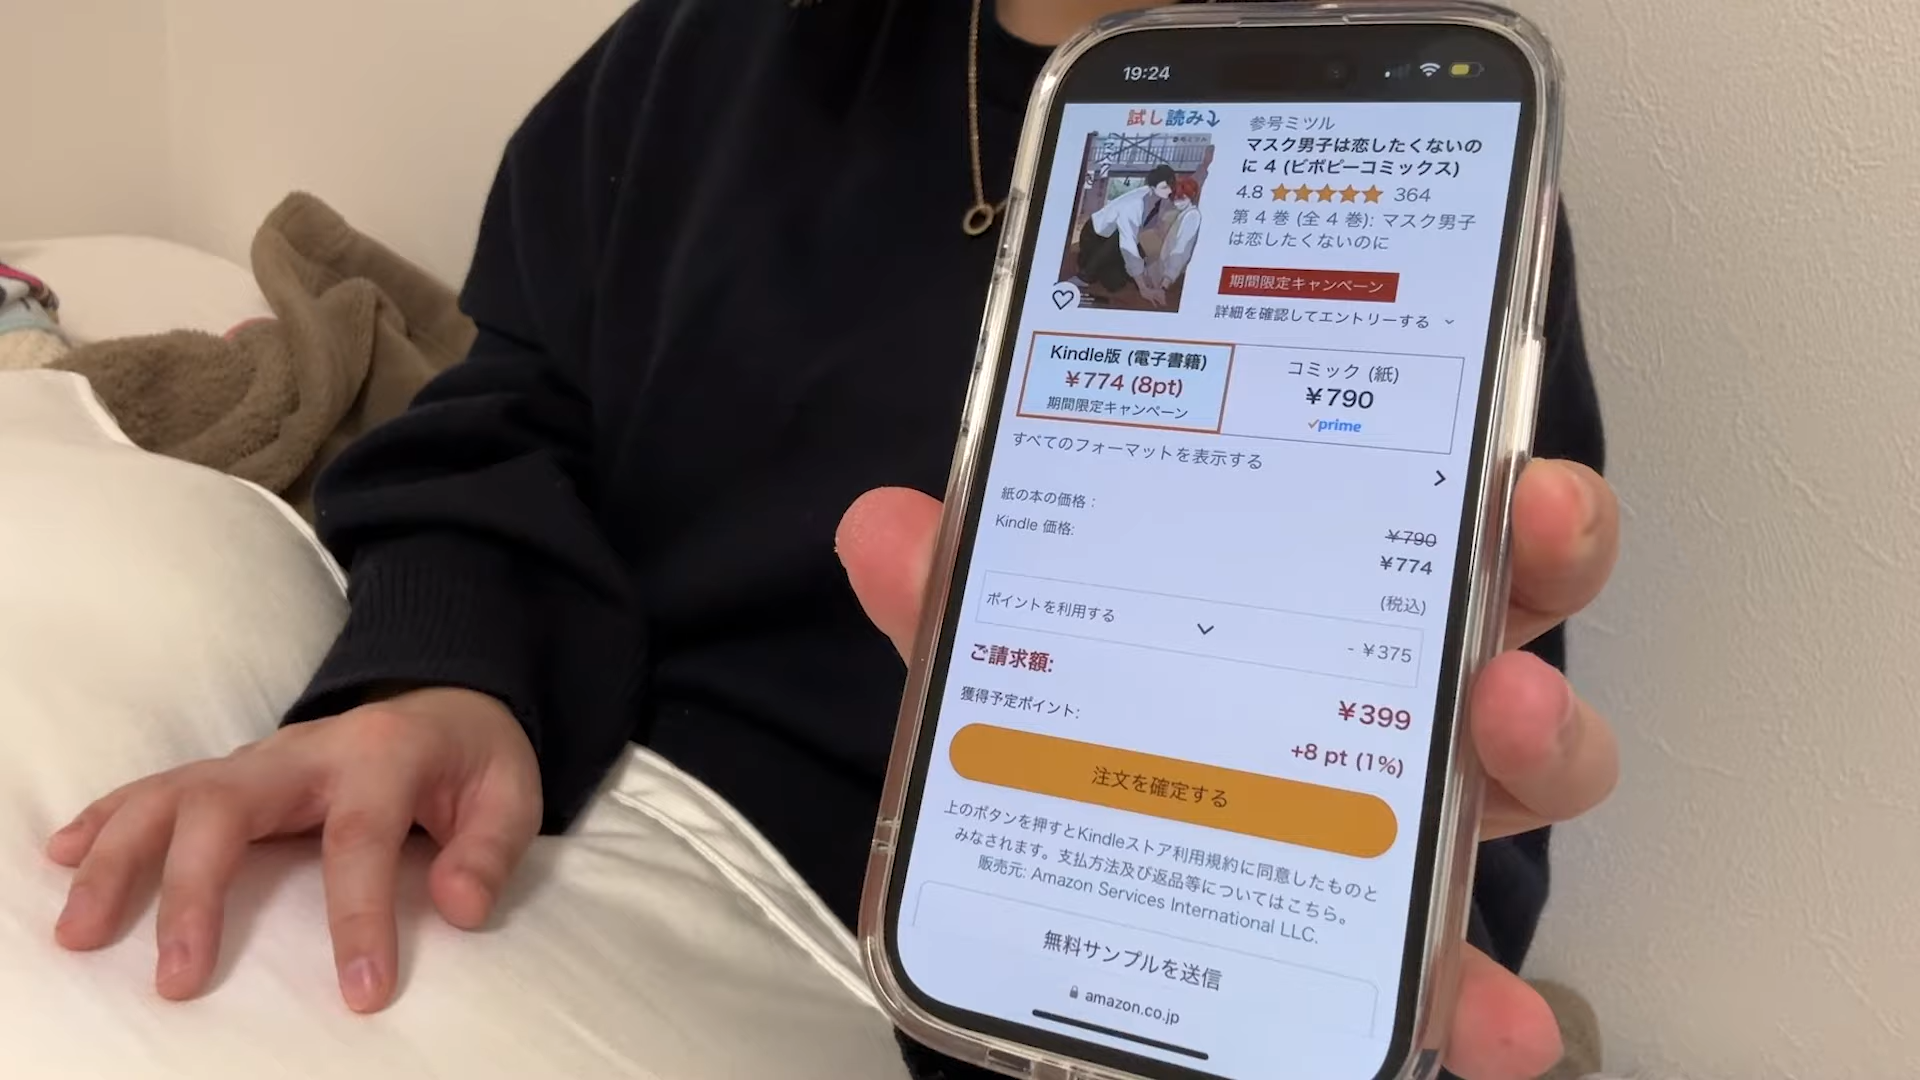 19:24
試し読み
参号ミツル
マスク男子は恋したくないの
に 4 (ビボピーコミックス)
4.8 ★★★★★ 364
第 4 巻 (全 4 巻): マスク男子
は恋したくないのに
期間限定キャンペーン
詳細を確認してエントリーする
Kindle版 (電子書籍)
¥774 (8pt)
期間限定キャンペーン
コミック (紙)
¥790
prime
すべてのフォーマットを表示する
紙の本の価格：
¥790
Kindle 価格:
¥774
(税込)
ポイントを利用する
- ¥375
ご請求額:
¥399
獲得予定ポイント:
+8 pt (1%)
注文を確定する
上のボタンを押すとKindleストア利用規約に同意したものと
みなされます。支払方法及び返品等についてはこちら。
販売元: Amazon Services International LLC.
無料サンプルを送信
amazon.co.jp